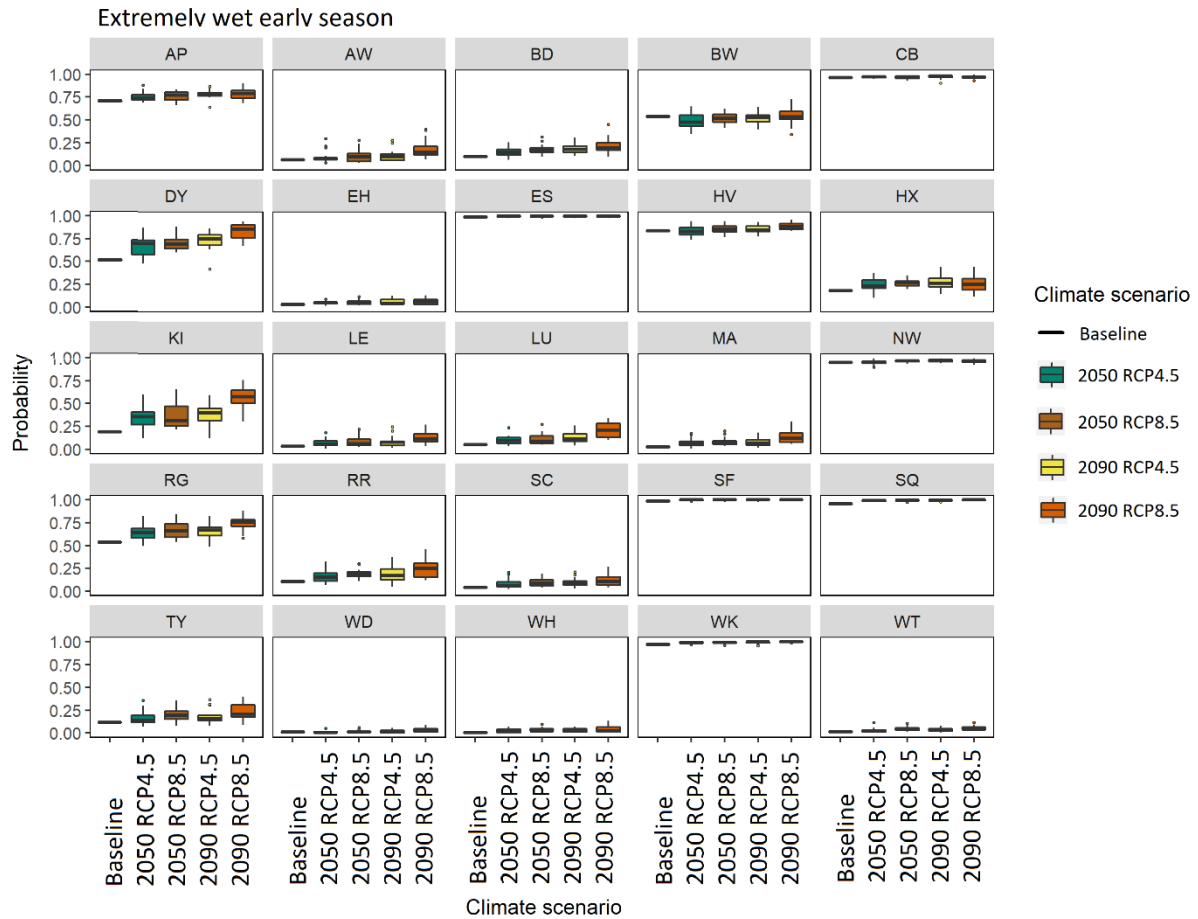 Extremely wet early season
AP AW BD BW CB
1.00
0.75
0.50
0.25
0.00
DY EH ES HV HX
1.00
0.75
0.50
0.25
0.00
KI LE LU MA NW
1.00
0.75
0.50
0.25
0.00
RG RR SC SF SQ
1.00
0.75
0.50
0.25
0.00
TY WD WH WK WT
1.00
0.75
0.50
0.25
0.00
Probability
Baseline 2050 RCP4.5 2050 RCP8.5 2090 RCP4.5 2090 RCP8.5
Baseline 2050 RCP4.5 2050 RCP8.5 2090 RCP4.5 2090 RCP8.5
Baseline 2050 RCP4.5 2050 RCP8.5 2090 RCP4.5 2090 RCP8.5
Baseline 2050 RCP4.5 2050 RCP8.5 2090 RCP4.5 2090 RCP8.5
Baseline 2050 RCP4.5 2050 RCP8.5 2090 RCP4.5 2090 RCP8.5
Climate scenario
Climate scenario
Baseline
2050 RCP4.5
2050 RCP8.5
2090 RCP4.5
2090 RCP8.5